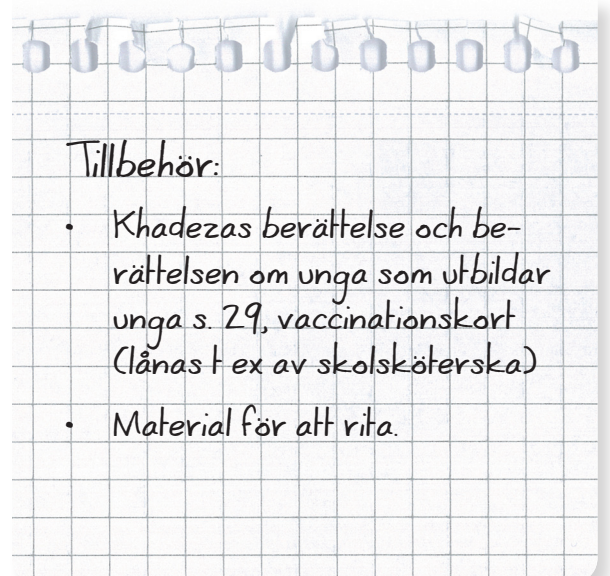 Tillbehör:
• Khadezas berättelse och be-
rättelsen om unga som utbildar
unga s. 29, vaccinationskort
(lånas t ex av skolsköterska)
• Material för att rita.